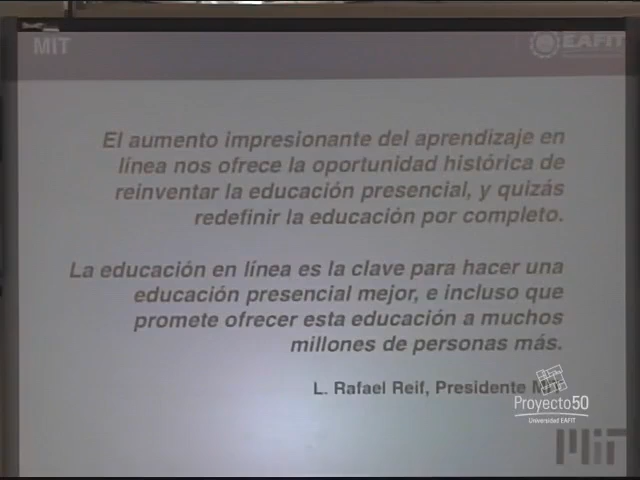 MIT
EAFIT
El aumento impresionante del aprendizaje en
línea nos ofrece la oportunidad histórica de
reinventar la educación presencial, y quizás
redefinir la educación por completo.
La educación en línea es la clave para hacer una
educación presencial mejor, e incluso que
promete ofrecer esta educación a muchos
millones de personas más.
L. Rafael Reif, Presidente
Proyecto50
Universidad EAFIT
MIT